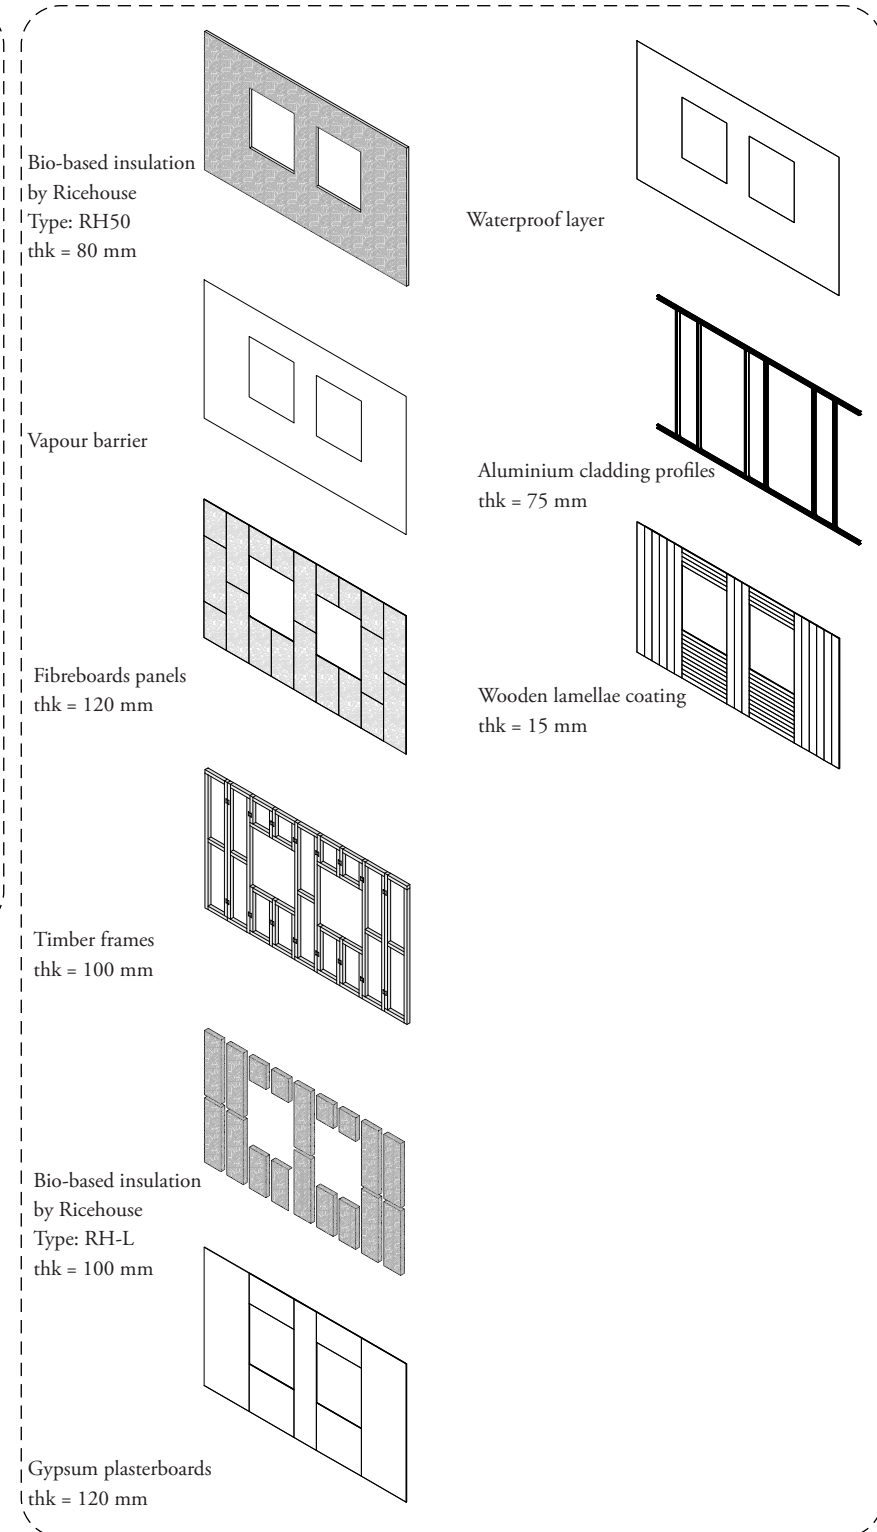 Bio-based insulation
by Ricehouse
Type: RH50
thk = 80 mm
Vapour barrier
Fibreboards panels
thk = 120 mm
Timber frames
thk = 100 mm
Bio-based insulation
by Ricehouse
Type: RH-L
thk = 100 mm
Gypsum plasterboards
thk = 120 mm
Waterproof layer
Aluminium cladding profiles
thk = 75 mm
Wooden lamellae coating
thk = 15 mm